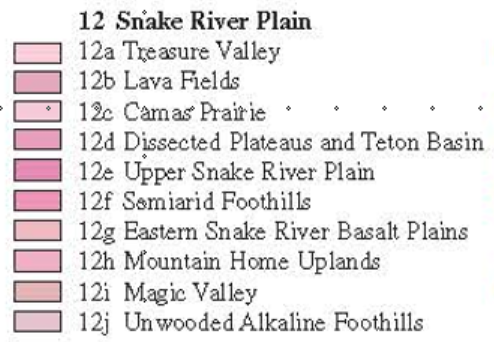 12 Snake River Plain
12a Treasure Valley
12b Lava Fields
12c Camas Prairie
12d Dissected Plateaus and Teton Basin
12e Upper Snake River Plain
12f Semiarid Foothills
12g Eastern Snake River Basalt Plains
12h Mountain Home Uplands
12i Magic Valley
12j Unwooded Alkaline Foothills